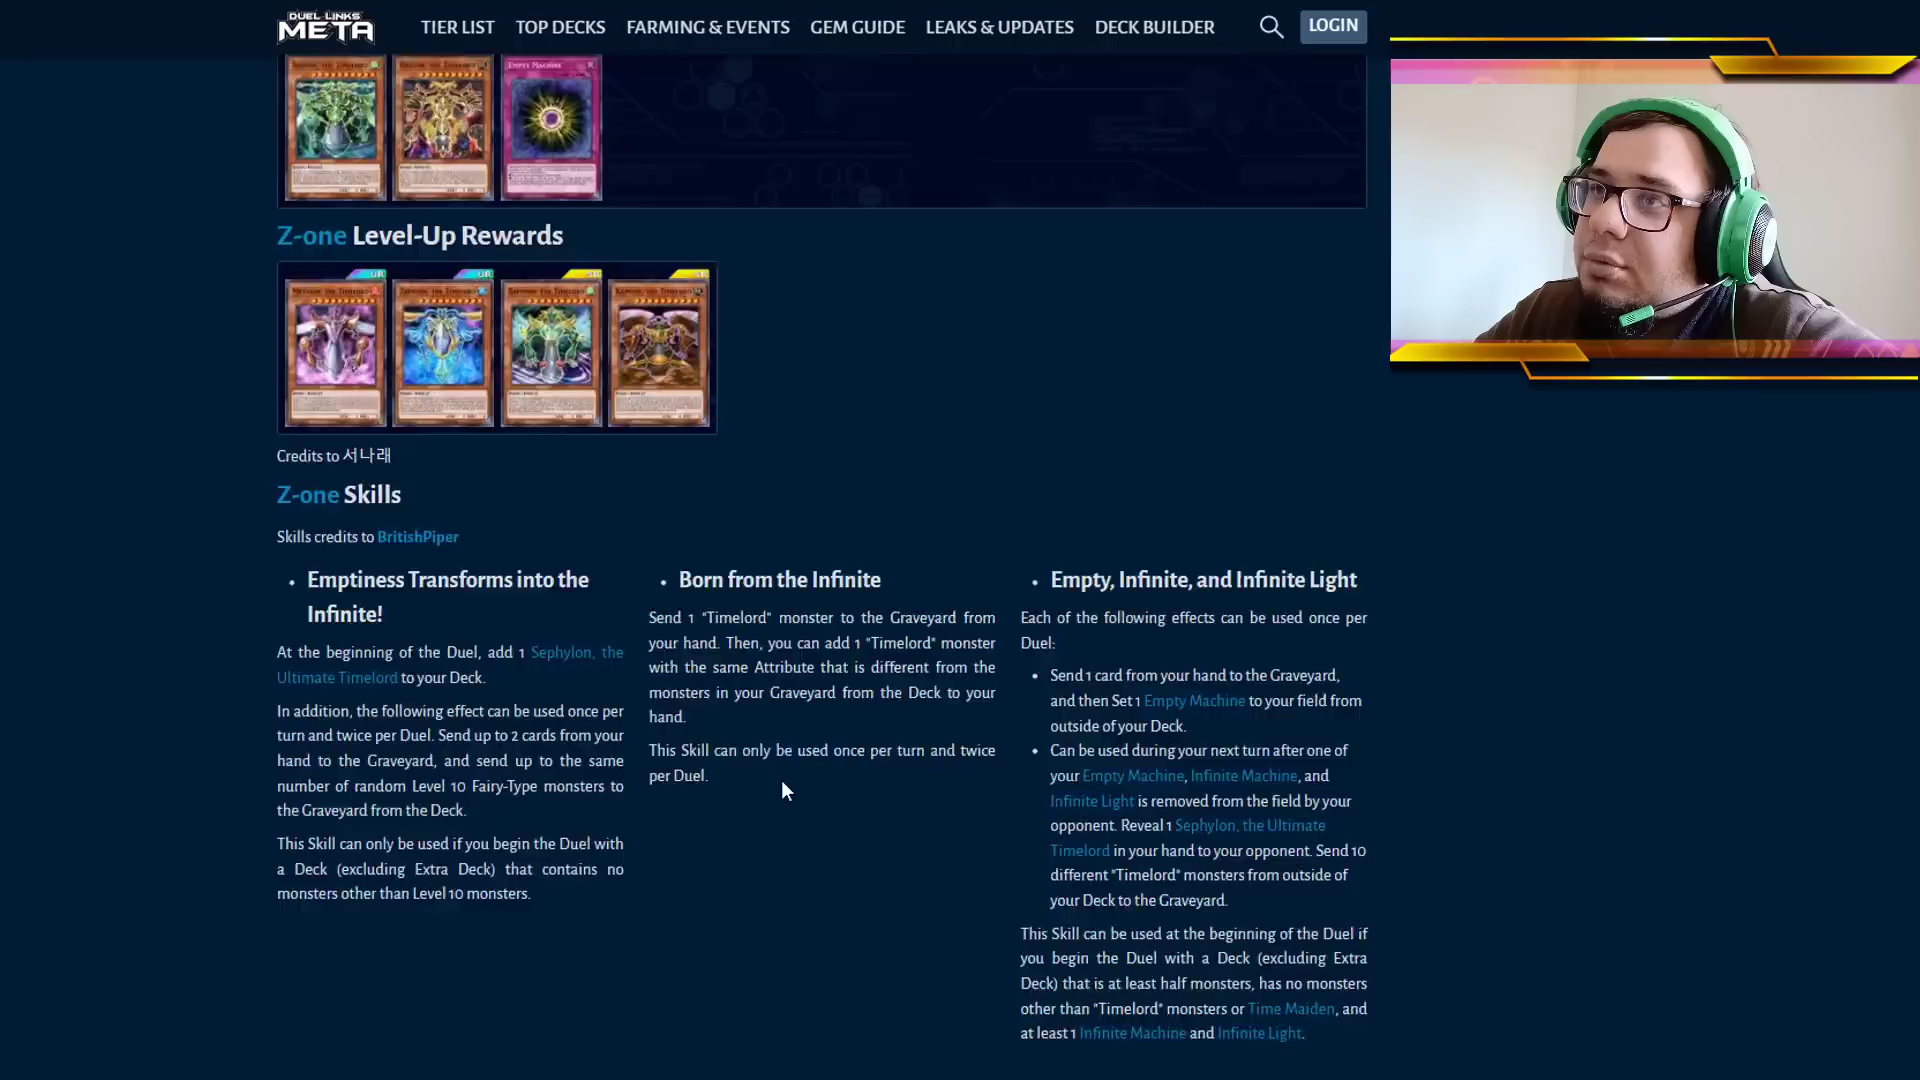 DUEL LINKS
META
TIER LIST
TOP DECKS
FARMING & EVENTS
GEM GUIDE
LEAKS & UPDATES
DECK BUILDER
LOGIN
EMPTY MACHINE
Z-one Level-Up Rewards
UR
UR
METAION, THE TIMELORD
Credits to 서나래
Z-one Skills
Skills credits to BritishPiper
• Emptiness Transforms into the
Infinite!
At the beginning of the Duel, add 1 Sephylon, the
Ultimate Timelord to your Deck.
In addition, the following effect can be used once per
turn and twice per Duel. Send up to 2 cards from your
hand to the Graveyard, and send up to the same
number of random Level 10 Fairy-Type monsters to
the Graveyard from the Deck.
This Skill can only be used if you begin the Duel with
a Deck (excluding Extra Deck) that contains no
monsters other than Level 10 monsters.
• Born from the Infinite
Send 1 "Timelord" monster to the Graveyard from
your hand. Then, you can add 1 "Timelord" monster
with the same Attribute that is different from the
monsters in your Graveyard from the Deck to your
hand.
This Skill can only be used once per turn and twice
per Duel.
• Empty, Infinite, and Infinite Light
Each of the following effects can be used once per
Duel:
• Send 1 card from your hand to the Graveyard,
and then Set 1 Empty Machine to your field from
outside of your Deck.
• Can be used during your next turn after one of
your Empty Machine, Infinite Machine, and
Infinite Light is removed from the field by your
opponent. Reveal 1 Sephylon, the Ultimate
Timelord in your hand to your opponent. Send 10
different "Timelord" monsters from outside of
your Deck to the Graveyard.
This Skill can be used at the beginning of the Duel if
you begin the Duel with a Deck (excluding Extra
Deck) that is at least half monsters, has no monsters
other than "Timelord" monsters or Time Maiden, and
at least 1 Infinite Machine and Infinite Light.